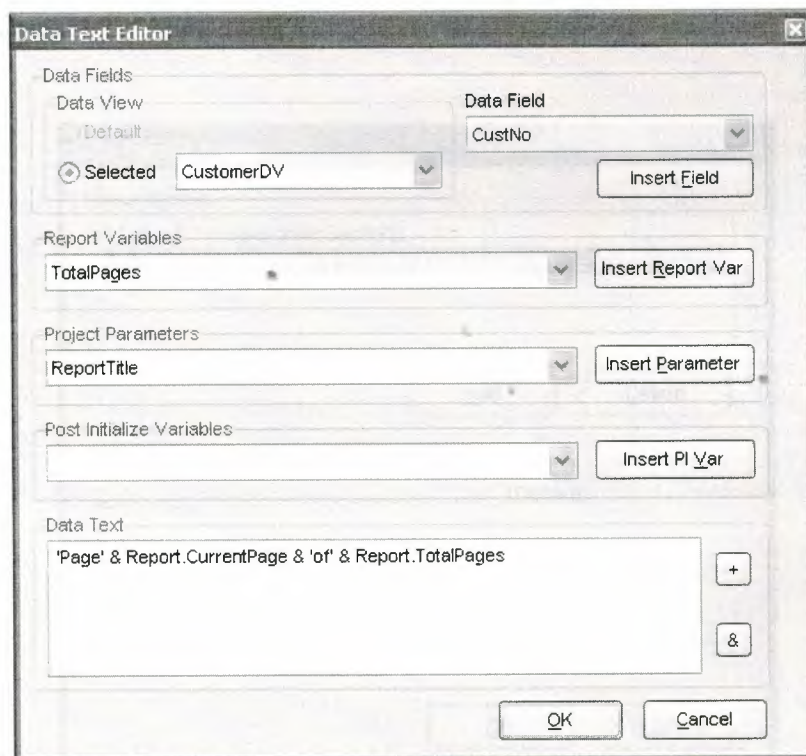 Data Text Editor
Data Fields
Data View
Data Field
Default
CustNo
Selected
CustomerDV
Insert Field
Report Variables
TotalPages
Insert Report Var
Project Parameters
ReportTitle
Insert Parameter
Post Initialize Variables
Insert PI Var
Data Text
'Page' & Report.CurrentPage & 'of' & Report.TotalPages
+
&
OK
Cancel